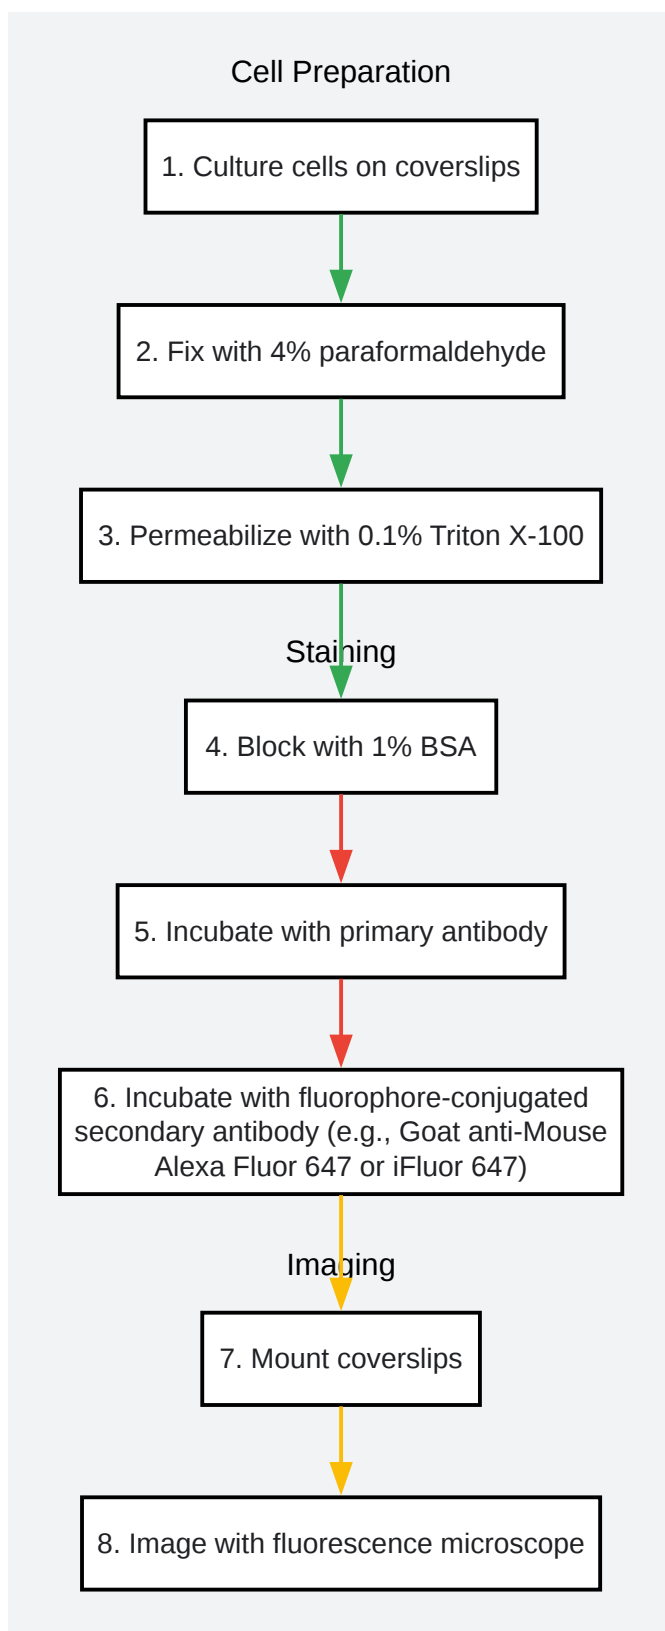 Cell Preparation
1. Culture cells on coverslips
2. Fix with 4% paraformaldehyde
3. Permeabilize with 0.1% Triton X-100
Staining
4. Block with 1% BSA
5. Incubate with primary antibody
6. Incubate with fluorophore-conjugated
secondary antibody (e.g., Goat anti-Mouse
Alexa Fluor 647 or iFluor 647)
Imaging
7. Mount coverslips
8. Image with fluorescence microscope